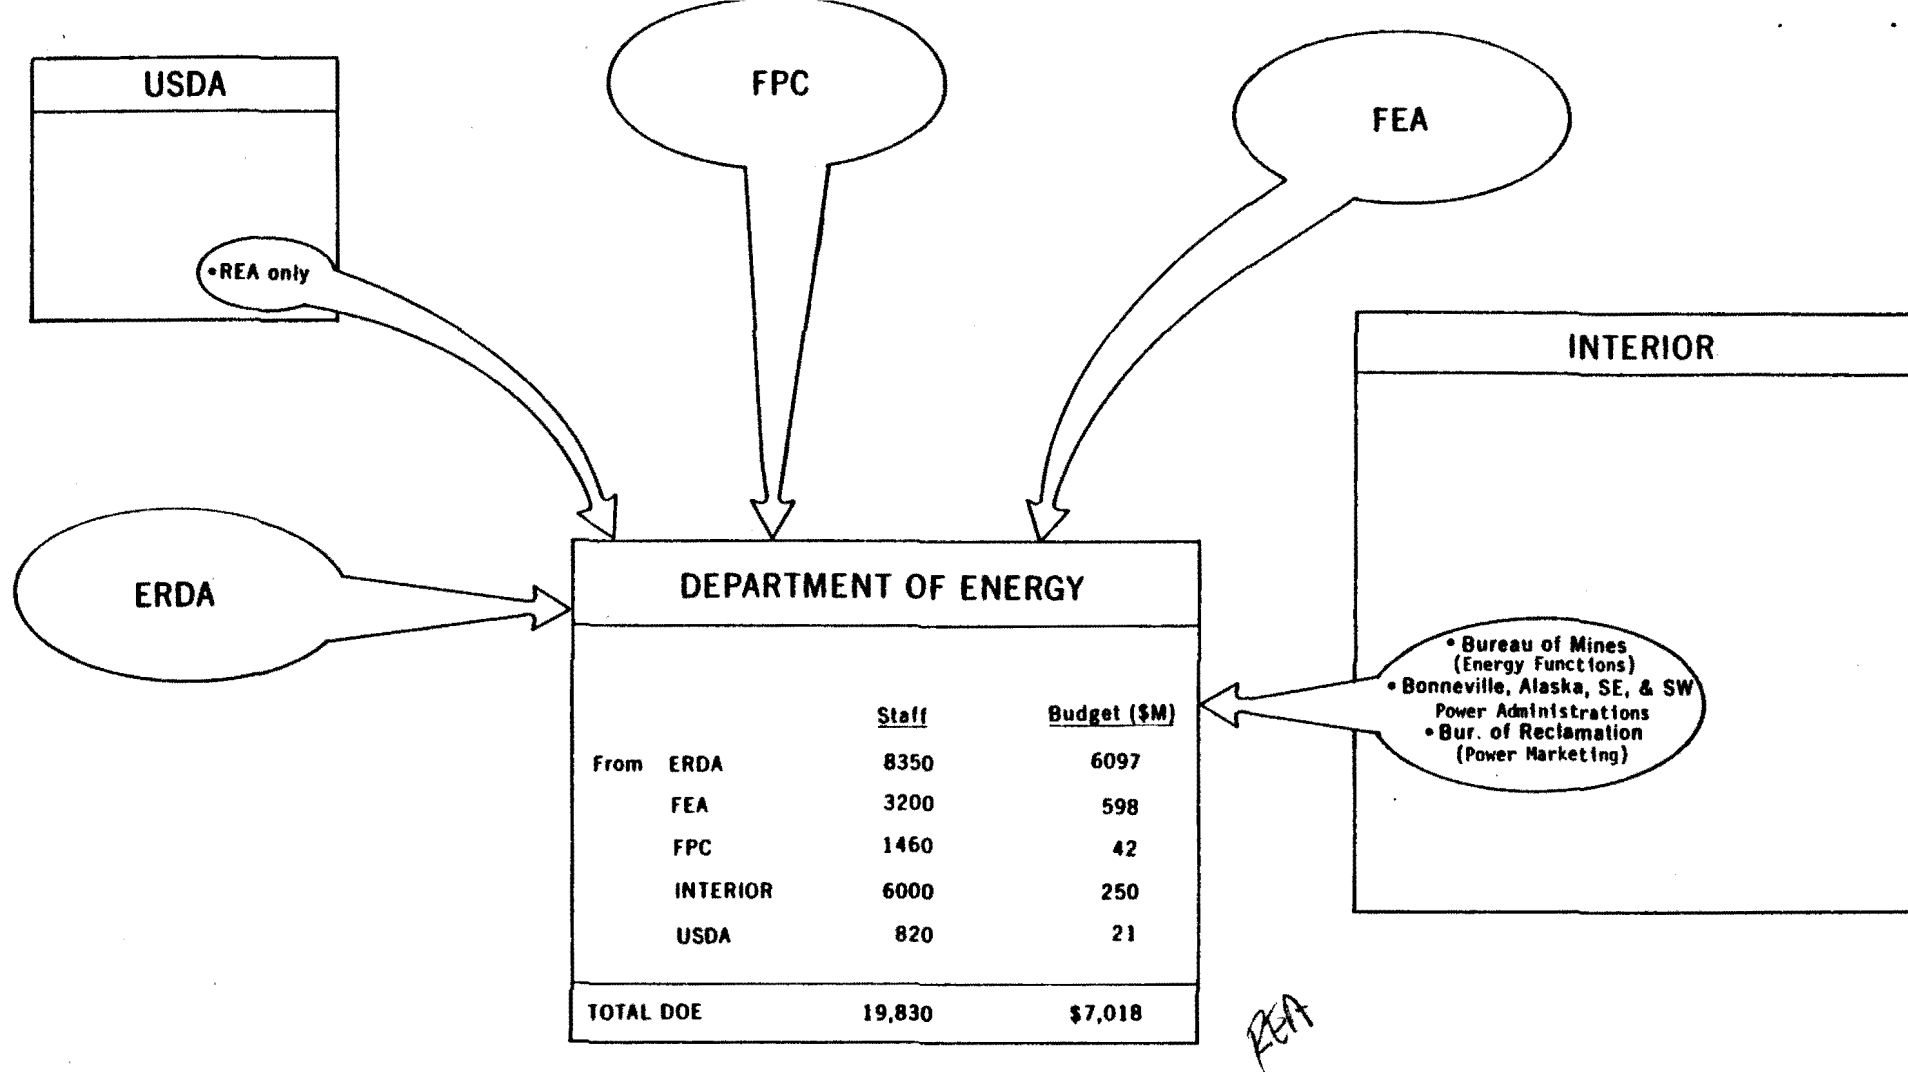 USDA
FPC
FEA
•REA only
INTERIOR
ERDA
DEPARTMENT OF ENERGY
• Bureau of Mines
(Energy Functions)
• Bonneville, Alaska, SE, & SW
Power Administrations
• Bur. of Reclamation
(Power Marketing)
Staff Budget ($M)
From ERDA 8350 6097
FEA 3200 598
FPC 1460 42
INTERIOR 6000 250
USDA 820 21
TOTAL DOE 19,830 $7,018
REA